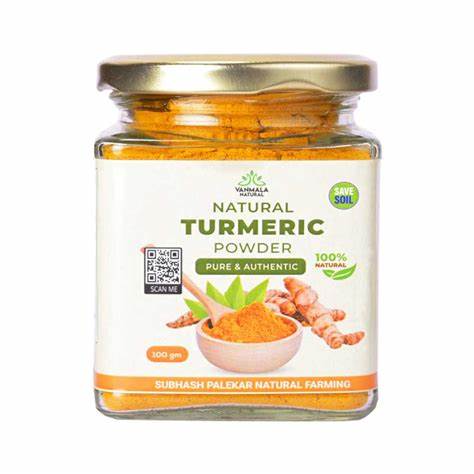 VANMALA
NATURAL
NATURAL
TURMERIC
POWDER
PURE & AUTHENTIC
SAVE
SOIL
100%
NATURAL
SCAN ME
100 gm
SUBHASH PALEKAR NATURAL FARMING